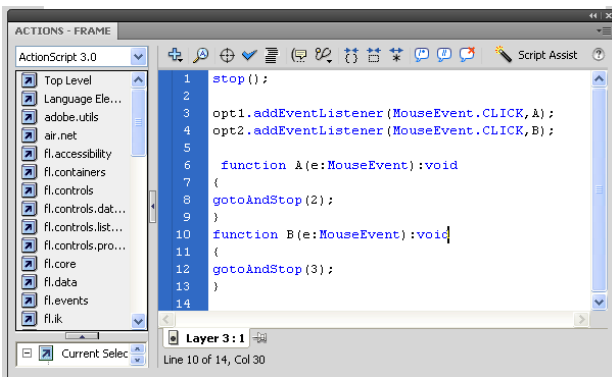 ACTIONS - FRAME
ActionScript 3.0
Script Assist
Top Level
Language Ele...
adobe.utils
air.net
fl.accessibility
fl.containers
fl.controls
fl.controls.dat...
fl.controls.list...
fl.controls.pro...
fl.core
fl.data
fl.events
fl.ik
Current Selec
1 stop();
2
3 opt1.addEventListener(MouseEvent.CLICK,A);
4 opt2.addEventListener(MouseEvent.CLICK,B);
5
6 function A(e:MouseEvent):void
7 {
8 gotoAndStop(2);
9 }
10 function B(e:MouseEvent):void
11 {
12 gotoAndStop(3);
13 }
14
Layer 3 : 1
Line 10 of 14, Col 30